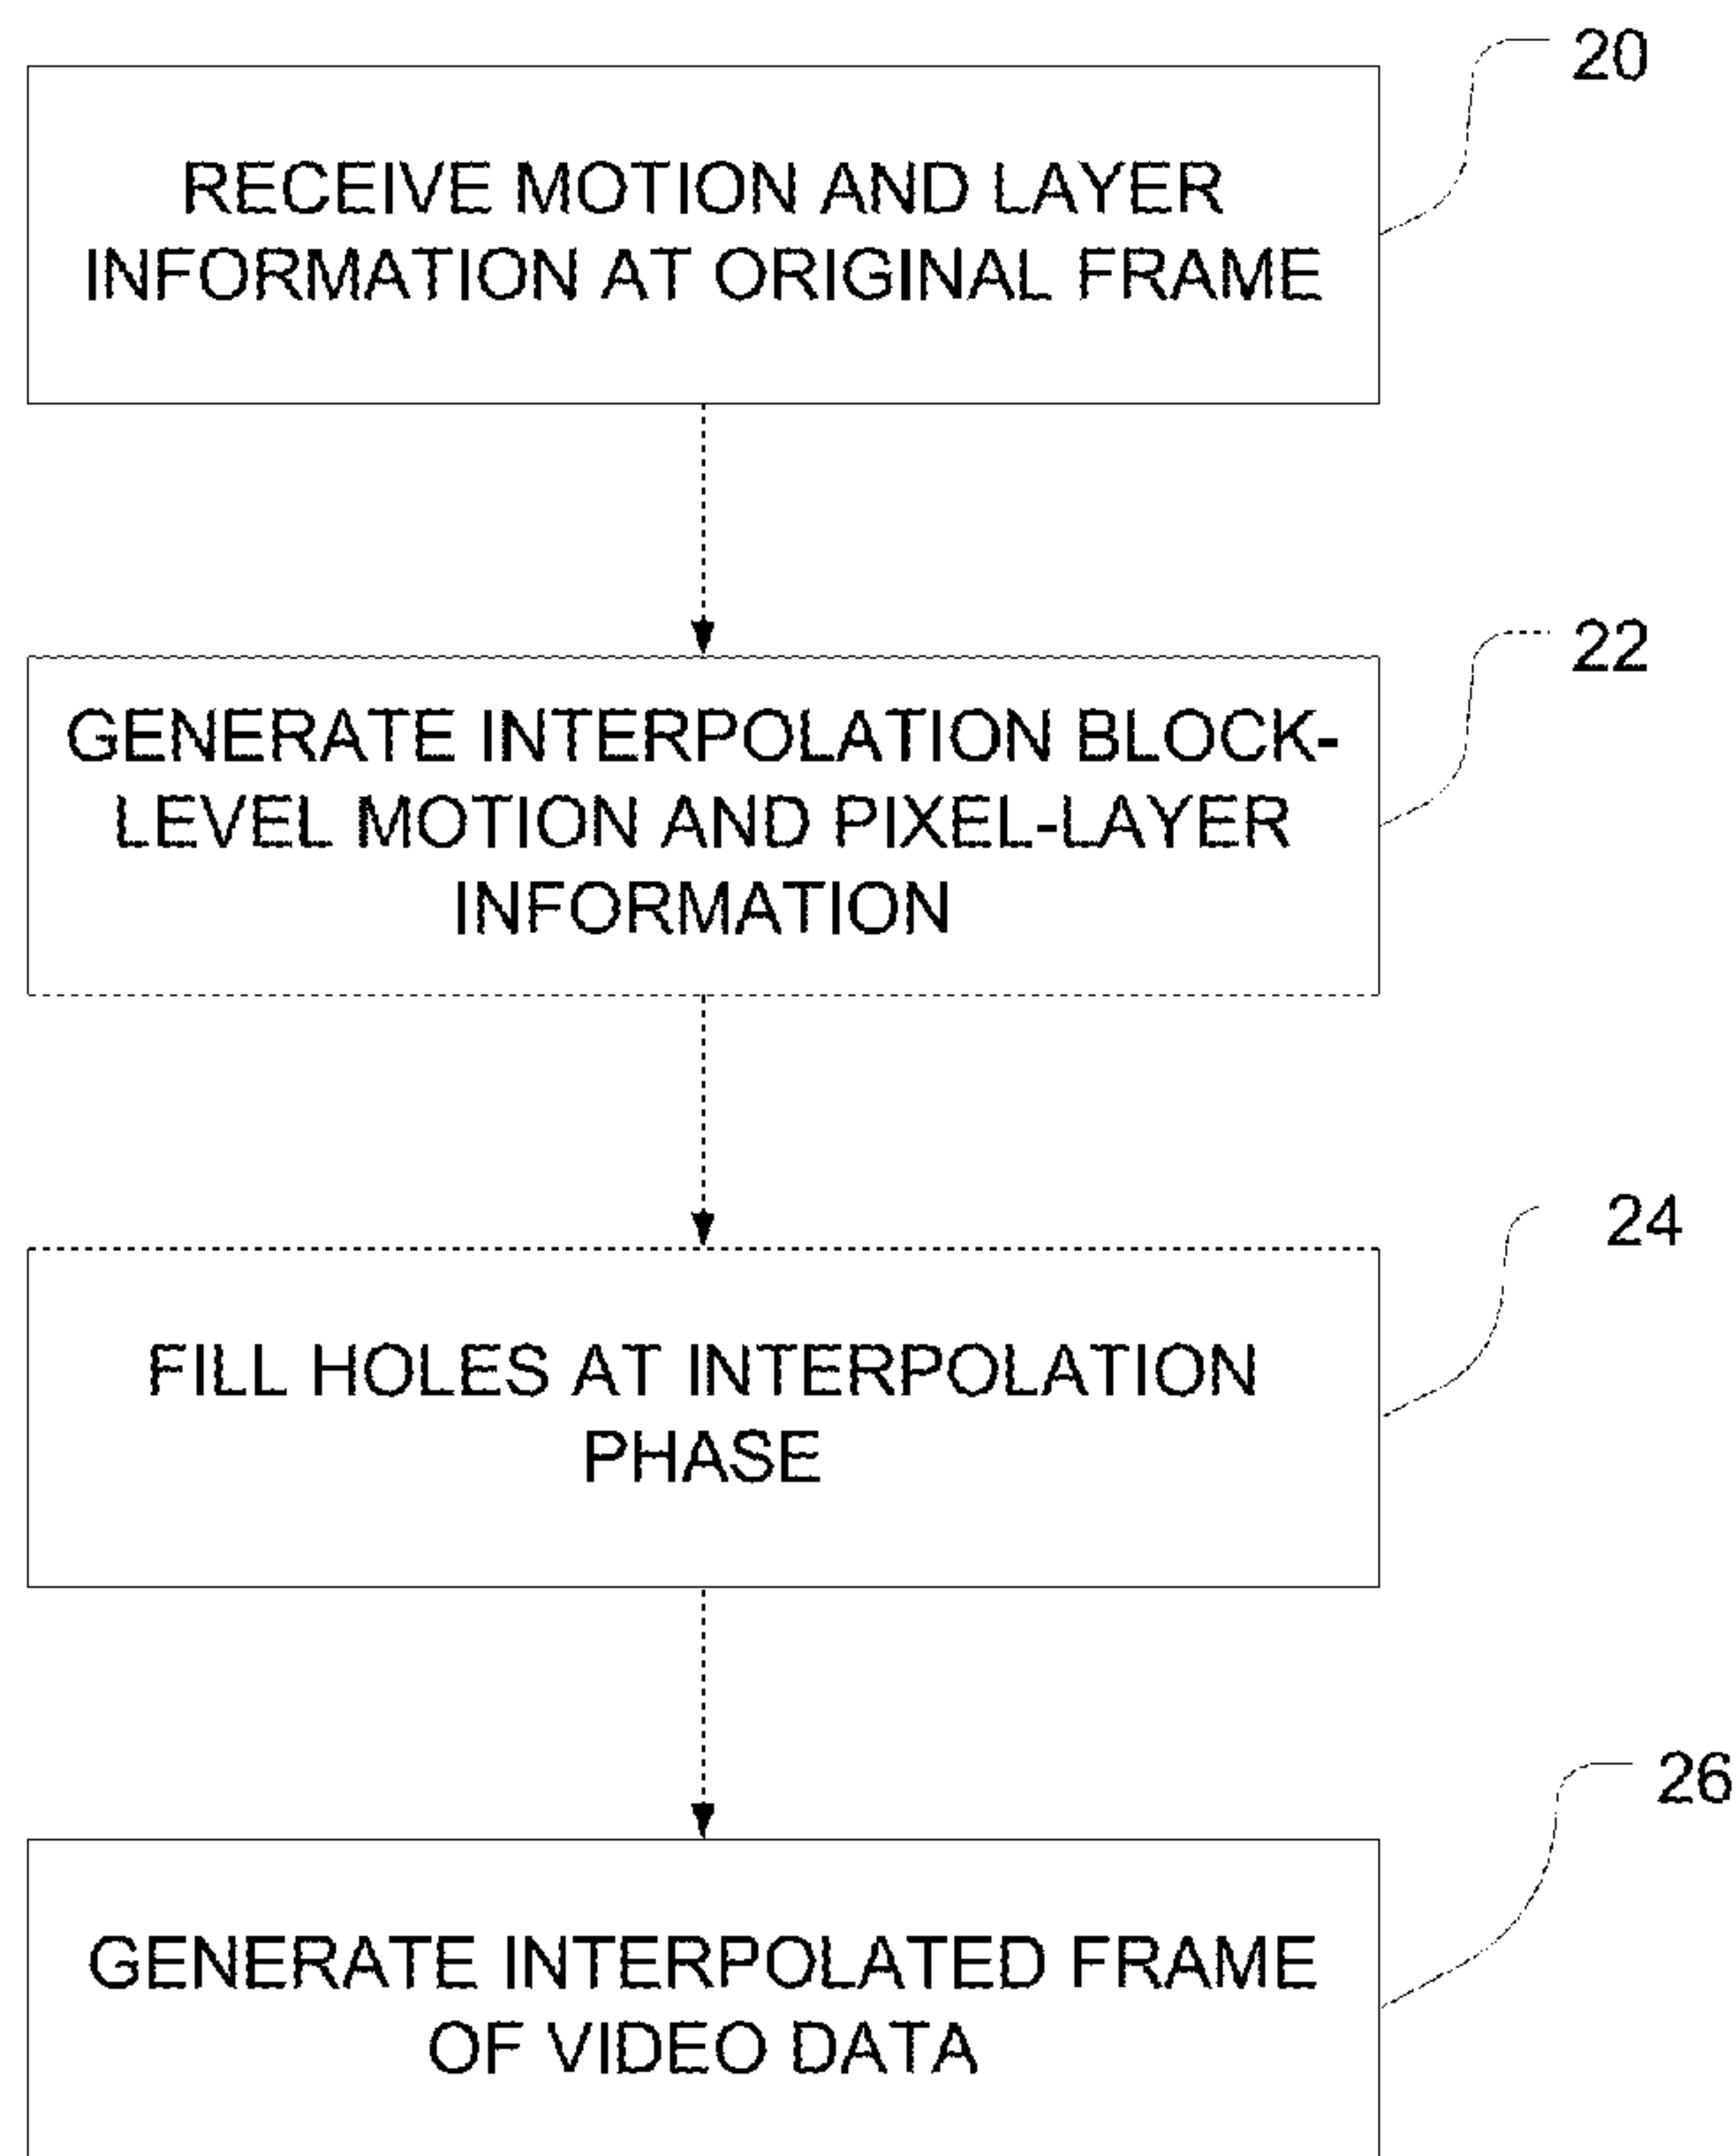 20
RECEIVE MOTION AND LAYER
INFORMATION AT ORIGINAL FRAME
22
GENERATE INTERPOLATION BLOCK-
LEVEL MOTION AND PIXEL-LAYER
INFORMATION
24
FILL HOLES AT INTERPOLATION
PHASE
26
GENERATE INTERPOLATED FRAME
OF VIDEO DATA